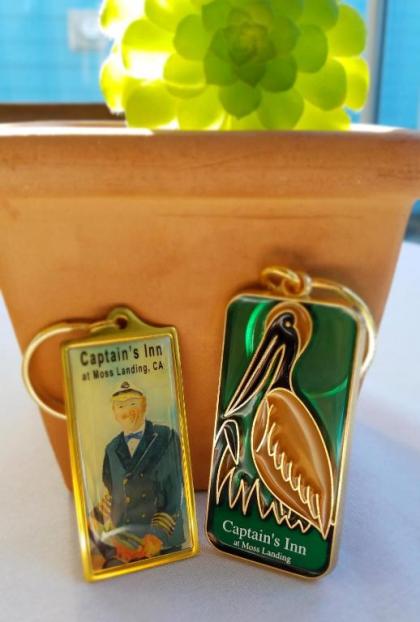 Captain's Inn
at Moss Landing, CA
Captain's Inn
at Moss Landing